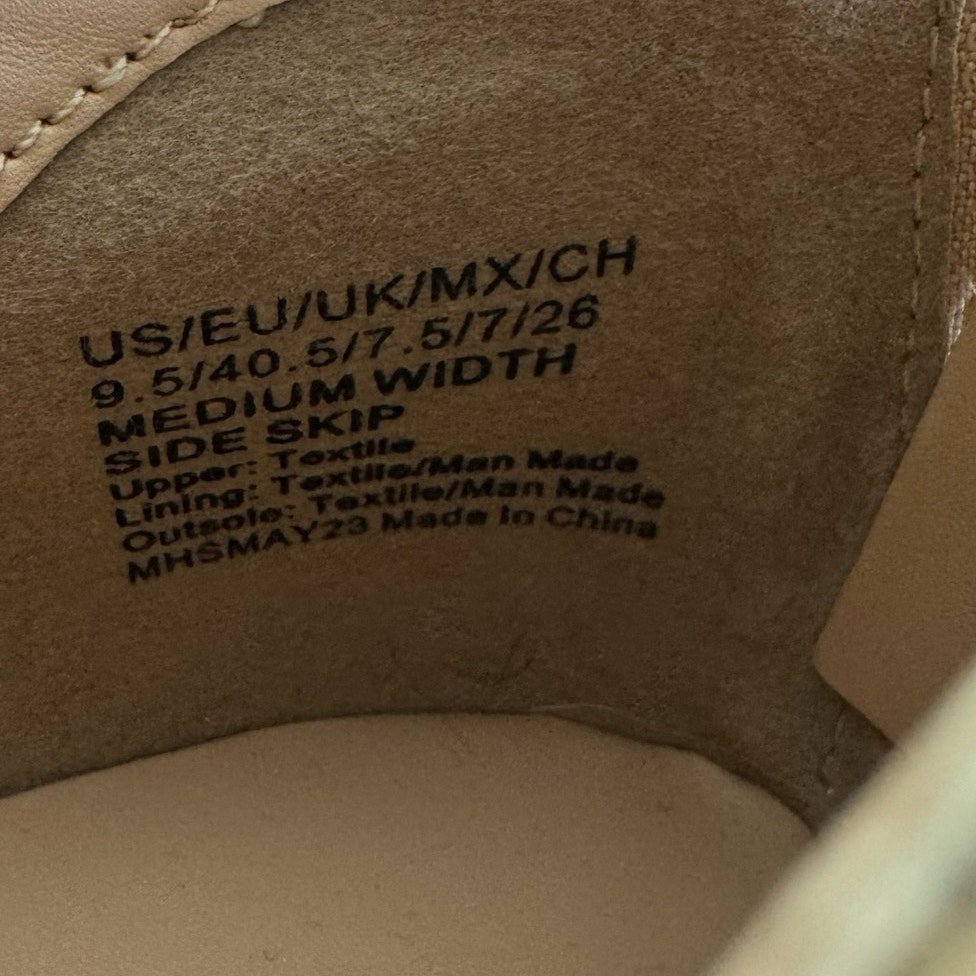 US/EU/UK/MX/CH
9.5/40.5/7.5/7/26
MEDIUM WIDTH
SIDE SKIP
Upper: Textile
Lining: Textile/Man Made
Outsole: Textile/Man Made
MHSMAY23 Made In China